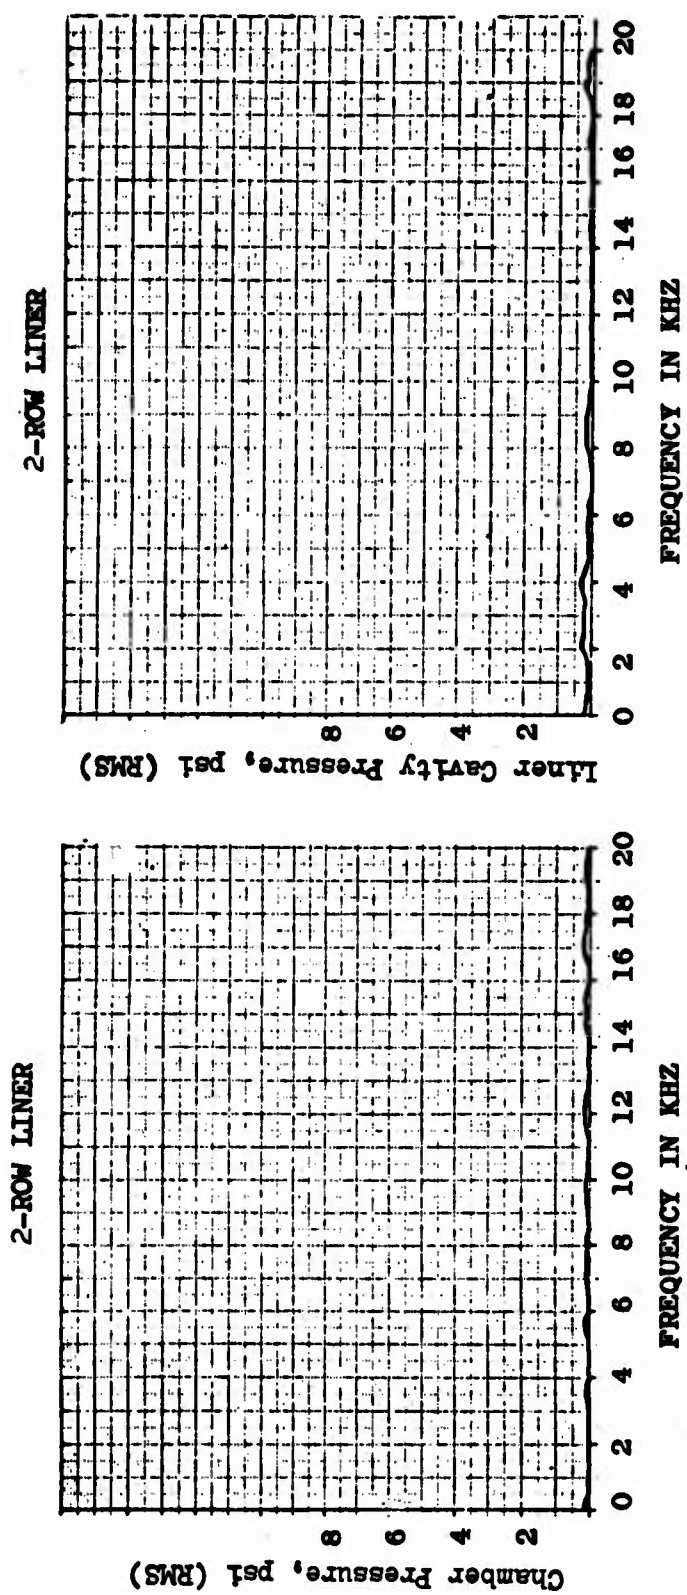 2-ROW LINER
Chamber Pressure, psi (RMS)
8
6
4
2
0 2 4 6 8 10 12 14 16 18 20
FREQUENCY IN KHZ
2-ROW LINER
Liner Cavity Pressure, psi (RMS)
8
6
4
2
0 2 4 6 8 10 12 14 16 18 20
FREQUENCY IN KHZ